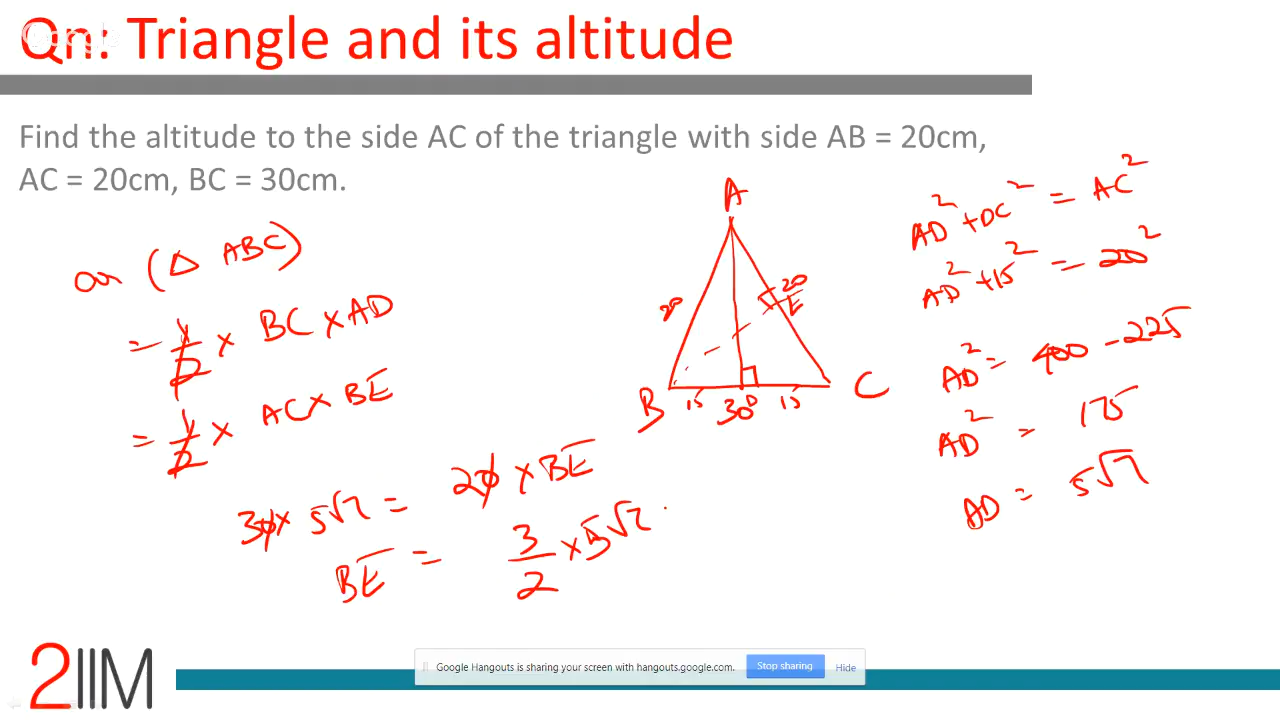 Google
Qn: Triangle and its altitude
Find the altitude to the side AC of the triangle with side AB = 20cm,
AC = 20cm, BC = 30cm.
ar (Δ ABC)
= 1/2 × BC × AD
= 1/2 × AC × BE
30 × 5√7 = 20 × BE
BE = 3/2 × 5√7
A
20
20
E
B
15
30
D
15
C
AD² + DC² = AC²
AD² + 15² = 20²
AD² = 400 - 225
AD² = 175
AD = 5√7
2IIM
Google Hangouts is sharing your screen with hangouts.google.com.
Stop sharing
Hide